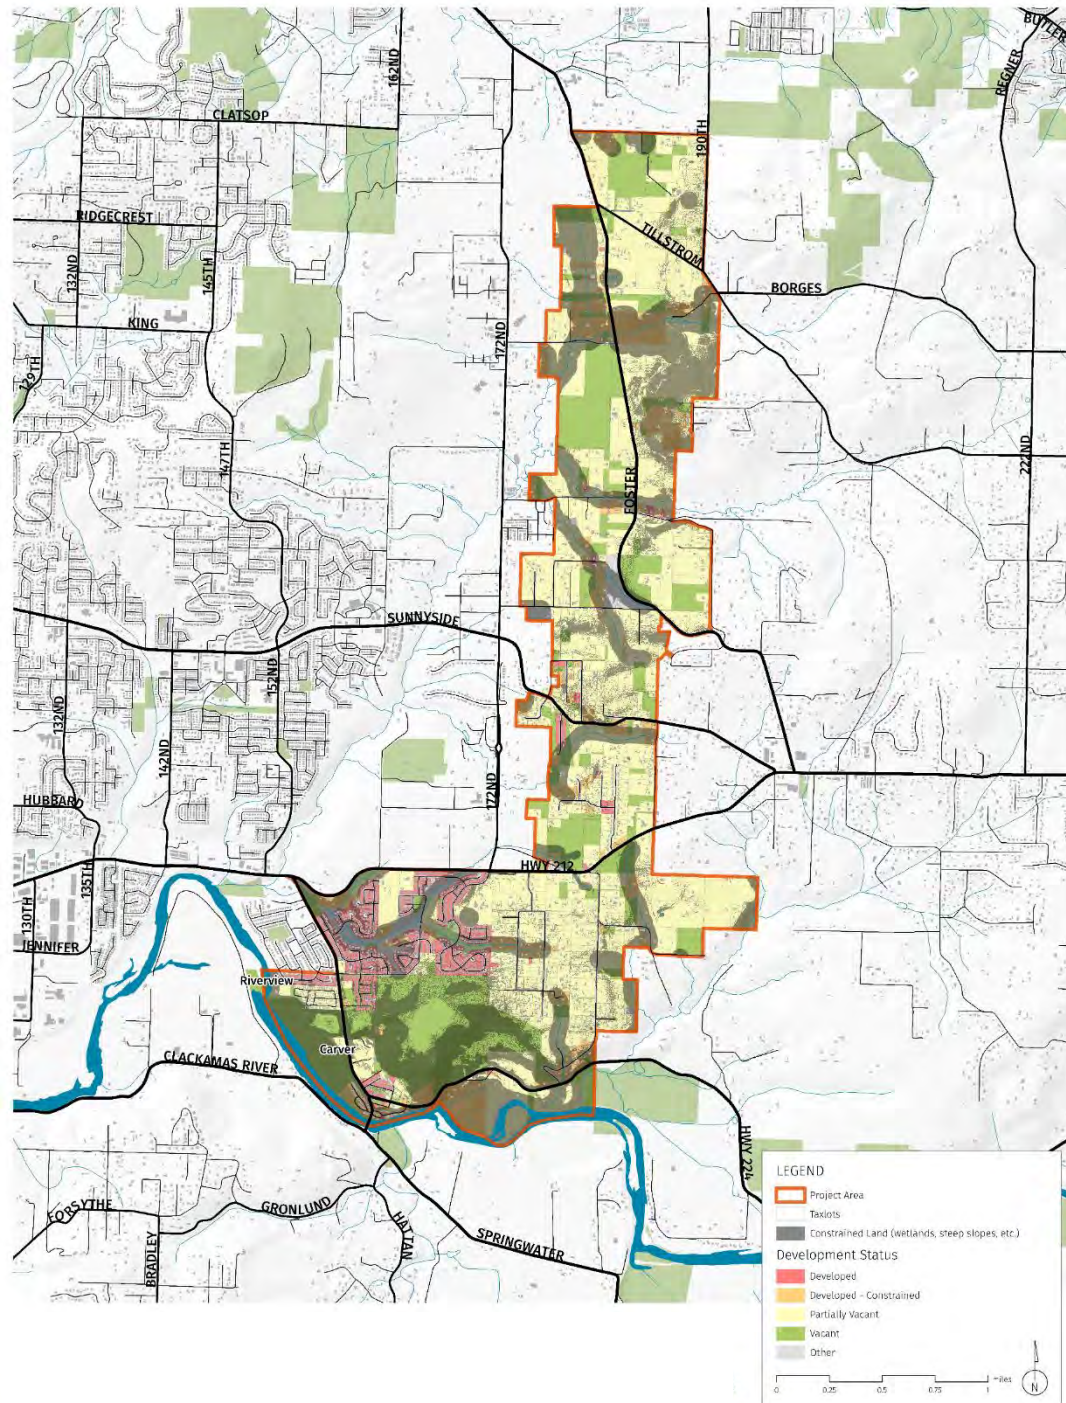 BUTLER
REGNER
162ND
CLATSOP
190TH
RIDGECREST
TILLSTROM
132ND
145TH
BORGES
KING
172ND
129TH
147TH
222ND
FOSTER
SUNNYSIDE
152ND
132ND
142ND
172ND
HUBBARD
HWY 212
135TH
130TH
JENNIFER
Riverview
Carver
CLACKAMAS RIVER
HWY 224
FORSYTHE
GRONLUND
HATTAN
SPRINGWATER
BRADLEY
LEGEND
Project Area
Taxlots
Constrained Land (wetlands, steep slopes, etc.)
Development Status
Developed
Developed - Constrained
Partially Vacant
Vacant
Other
miles
0 0.25 0.5 0.75 1
N